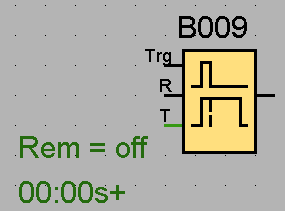 B009
Trg
R
T
Rem = off
00:00s+